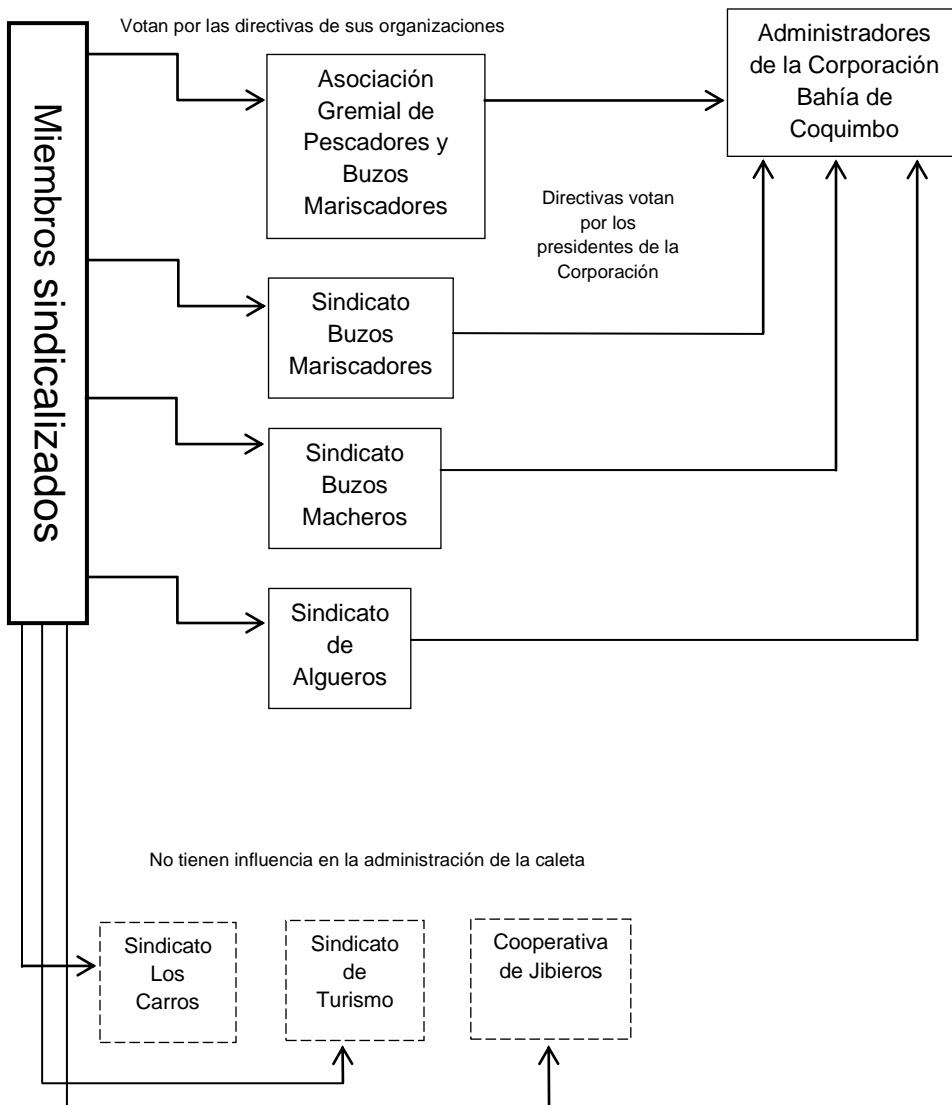 Votan por las directivas de sus organizaciones
Miembros sindicalizados
Asociación
Gremial de
Pescadores y
Buzos
Mariscadores
Administradores
de la Corporación
Bahía de
Coquimbo
Directivas votan
por los
presidentes de la
Corporación
Sindicato
Buzos
Mariscadores
Sindicato
Buzos
Macheros
Sindicato
de
Algueros
No tienen influencia en la administración de la caleta
Sindicato
Los
Carros
Sindicato
de
Turismo
Cooperativa
de Jibieros